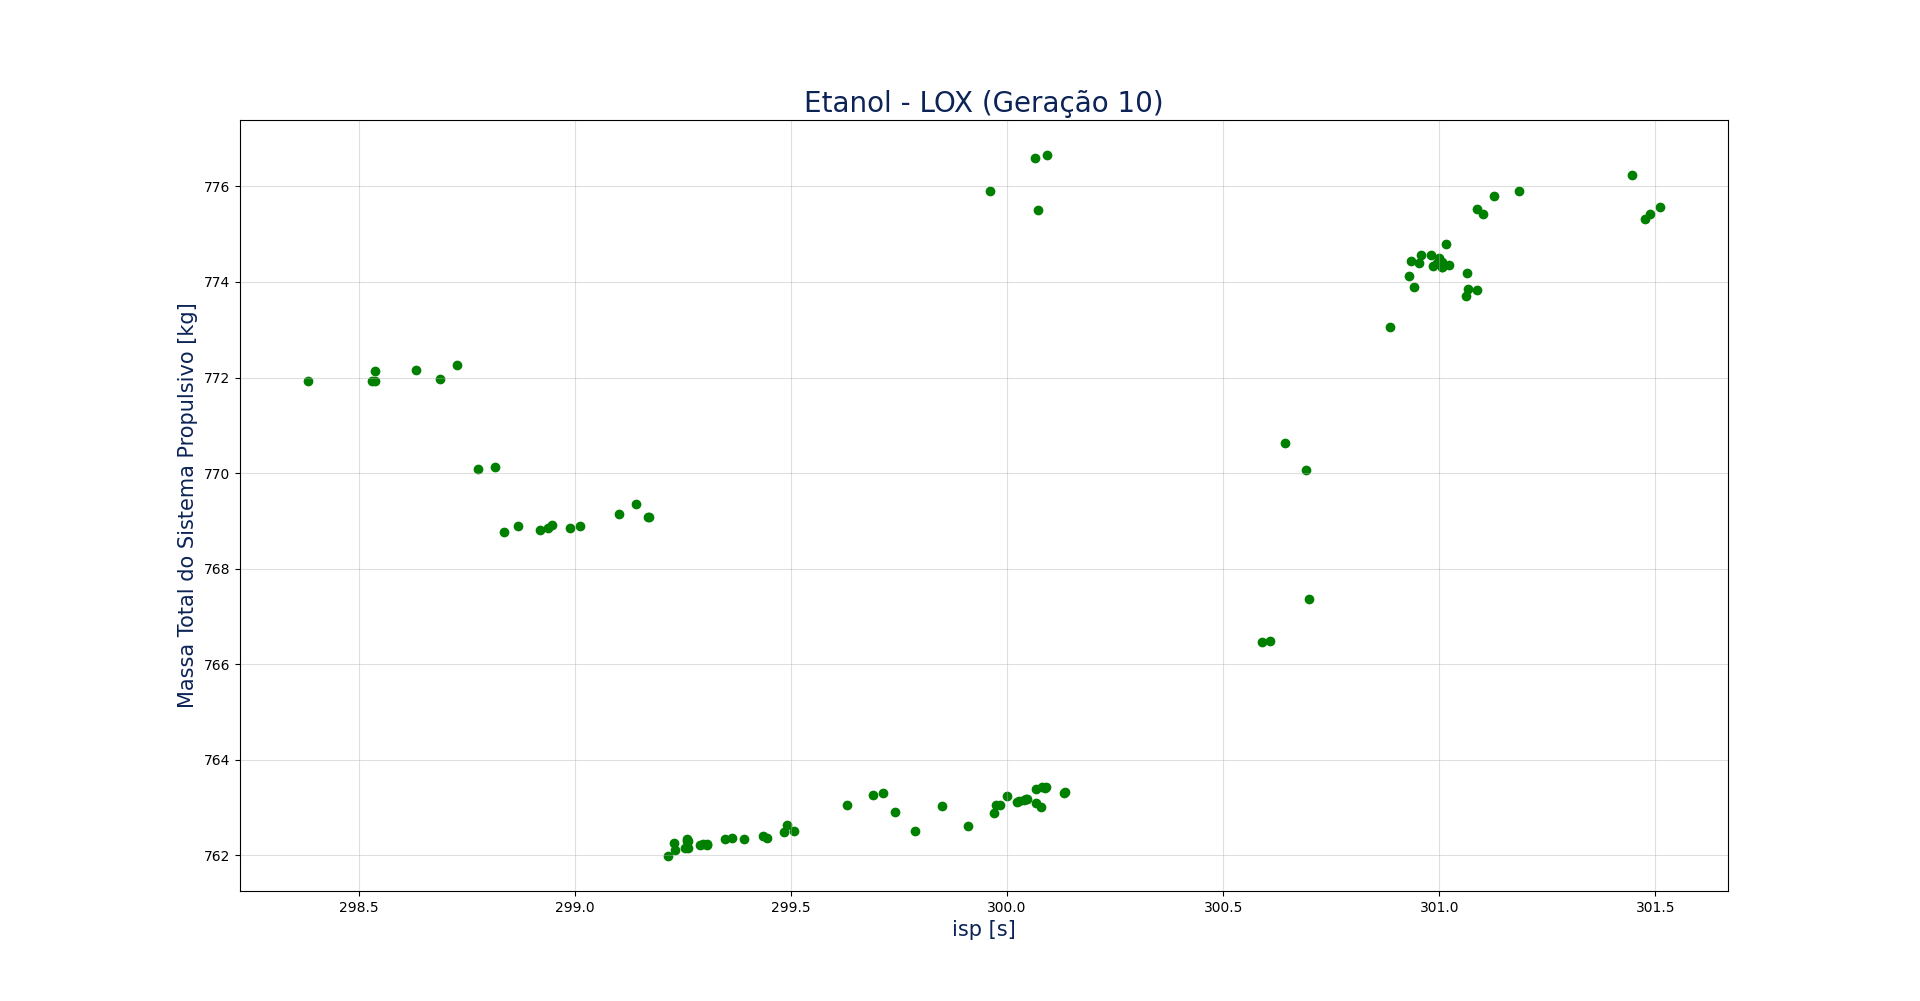 Etanol - LOX (Geração 10)
Massa Total do Sistema Propulsivo [kg]
776
774
772
770
768
766
764
762
298.5 299.0 299.5 300.0 300.5 301.0 301.5
isp [s]